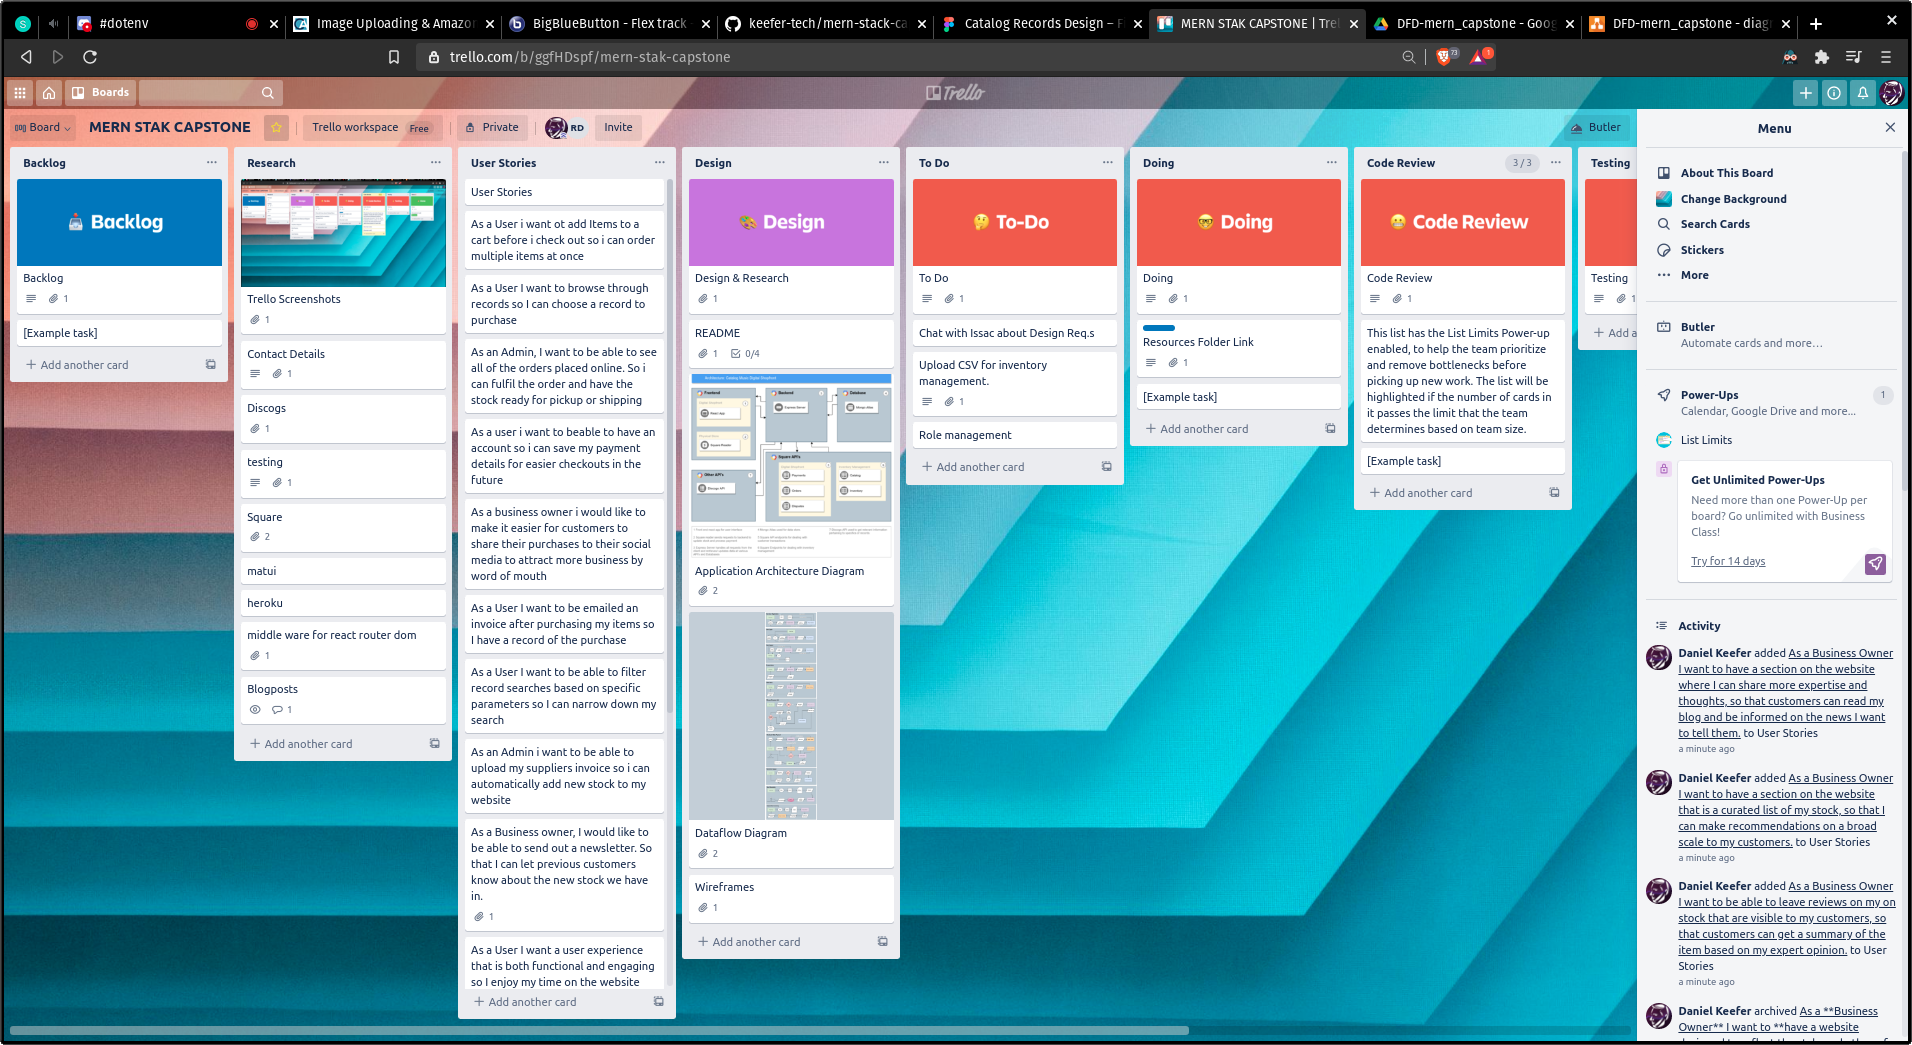 #dotenv
Image Uploading & Amazon
BigBlueButton - Flex track -
keefer-tech/mern-stack-ca
Catalog Records Design – F
MERN STAK CAPSTONE | Trel
DFD-mern_capstone - Goog
DFD-mern_capstone - diagr
trello.com/b/ggfHDspf/mern-stak-capstone
73
1
Boards
Trello
Board
MERN STAK CAPSTONE
Trello workspace Free
Private
RD
Invite
Butler
Backlog
Backlog
Backlog
1
[Example task]
Add another card
Research
Trello Screenshots
1
Contact Details
1
Discogs
1
testing
1
Square
2
matui
heroku
middle ware for react router dom
1
Blogposts
1
Add another card
User Stories
User Stories
As a User i want ot add Items to a
cart before i check out so i can order
multiple items at once
As a User I want to browse through
records so I can choose a record to
purchase
As an Admin, I want to be able to see
all of the orders placed online. So i
can fulfil the order and have the
stock ready for pickup or shipping
As a user i want to beable to have an
account so i can save my payment
details for easier checkouts in the
future
As a business owner i would like to
make it easier for customers to
share their purchases to their social
media to attract more business by
word of mouth
As a User I want to be emailed an
invoice after purchasing my items so
I have a record of the purchase
As a User I want to be able to filter
record searches based on specific
parameters so I can narrow down my
search
As an Admin i want to be able to
upload my suppliers invoice so i can
automatically add new stock to my
website
As a Business owner, I would like to
be able to send out a newsletter. So
that I can let previous customers
know about the new stock we have
in.
1
As a User I want a user experience
that is both functional and engaging
so I enjoy my time on the website
Add another card
Design
Design
Design & Research
1
README
1 0/4
Frontend
Backend
Database
Application Architecture Diagram
2
Dataflow Diagram
2
Wireframes
1
Add another card
To Do
To-Do
To Do
1
Chat with Issac about Design Req.s
Upload CSV for inventory
management.
1
Role management
Add another card
Doing
Doing
Doing
1
Resources Folder Link
1
[Example task]
Add another card
Code Review 3 / 3
Code Review
Code Review
1
This list has the List Limits Power-up
enabled, to help the team prioritize
and remove bottlenecks before
picking up new work. The list will be
highlighted if the number of cards in
it passes the limit that the team
determines based on team size.
[Example task]
Add another card
Testing
Testing
1
Add a
Menu
About This Board
Change Background
Search Cards
Stickers
More
Butler
Automate cards and more…
Power-Ups 1
Calendar, Google Drive and more...
List Limits
Get Unlimited Power-Ups
Need more than one Power-Up per
board? Go unlimited with Business
Class!
Try for 14 days
Activity
Daniel Keefer added As a Business Owner
I want to have a section on the website
where I can share more expertise and
thoughts, so that customers can read my
blog and be informed on the news I want
to tell them. to User Stories
a minute ago
Daniel Keefer added As a Business Owner
I want to have a section on the website
that is a curated list of my stock, so that I
can make recommendations on a broad
scale to my customers. to User Stories
a minute ago
Daniel Keefer added As a Business Owner
I want to be able to leave reviews on my on
stock that are visible to my customers, so
that customers can get a summary of the
item based on my expert opinion. to User
Stories
a minute ago
Daniel Keefer archived As a **Business
Owner** I want to **have a website